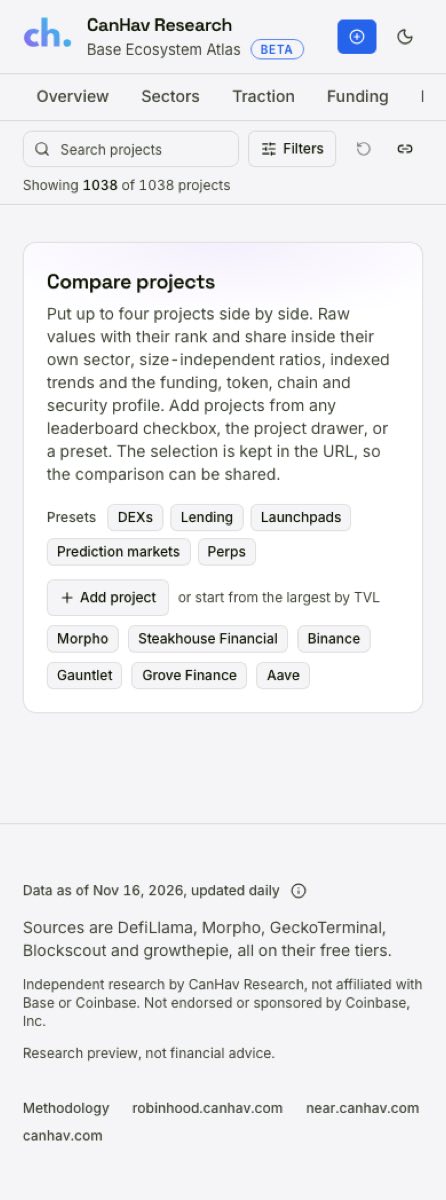 ch.
CanHav Research
Base Ecosystem Atlas BETA
Overview Sectors Traction Funding
Search projects Filters
Showing 1038 of 1038 projects
Compare projects
Put up to four projects side by side. Raw
values with their rank and share inside their
own sector, size-independent ratios, indexed
trends and the funding, token, chain and
security profile. Add projects from any
leaderboard checkbox, the project drawer, or
a preset. The selection is kept in the URL, so
the comparison can be shared.
Presets DEXs Lending Launchpads
Prediction markets Perps
+ Add project or start from the largest by TVL
Morpho Steakhouse Financial Binance
Gauntlet Grove Finance Aave
Data as of Nov 16, 2026, updated daily
Sources are DefiLlama, Morpho, GeckoTerminal,
Blockscout and growthepie, all on their free tiers.
Independent research by CanHav Research, not affiliated with
Base or Coinbase. Not endorsed or sponsored by Coinbase,
Inc.
Research preview, not financial advice.
Methodology robinhood.canhav.com near.canhav.com
canhav.com